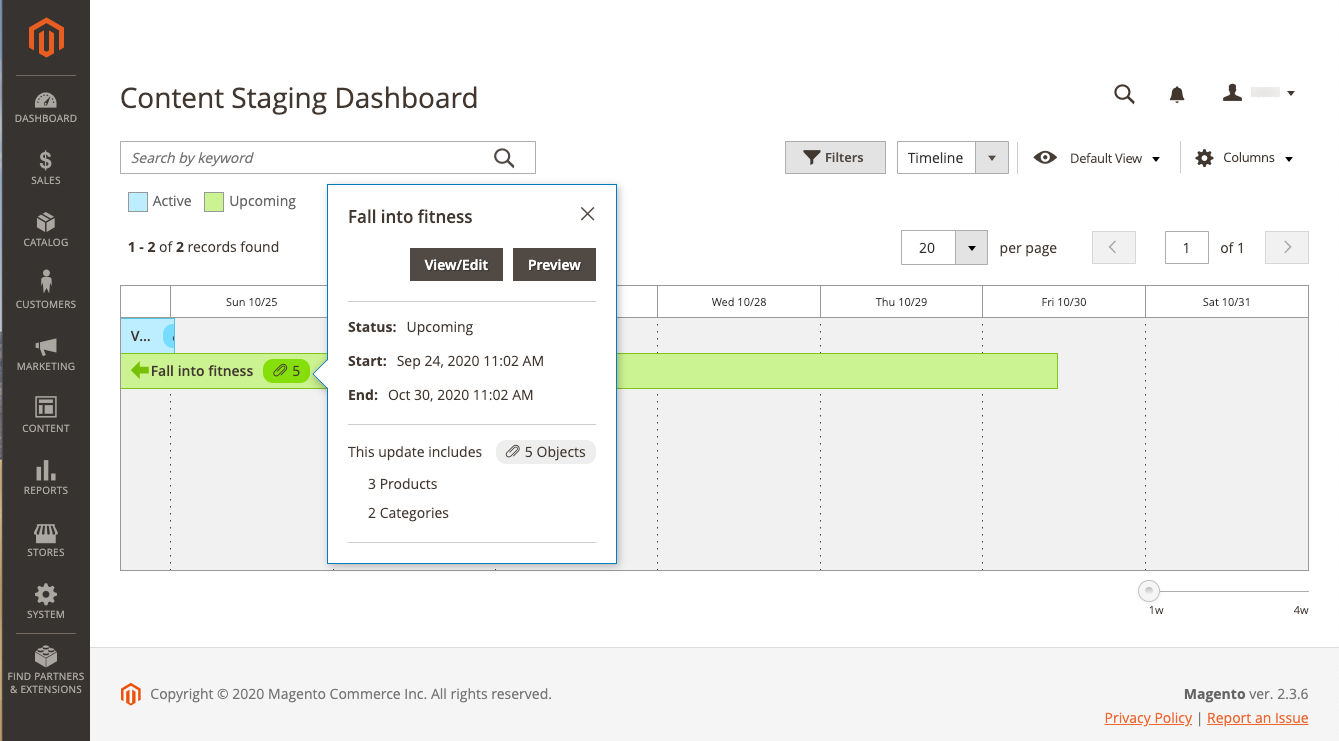 DASHBOARD
SALES
CATALOG
CUSTOMERS
MARKETING
CONTENT
REPORTS
STORES
SYSTEM
FIND PARTNERS
& EXTENSIONS
Content Staging Dashboard
Search by keyword
Filters
Timeline
Default View
Columns
Active
Upcoming
1 - 2 of 2 records found
20
per page
1
of 1
Sun 10/25
Wed 10/28
Thu 10/29
Fri 10/30
Sat 10/31
V...
Fall into fitness
5
Fall into fitness
View/Edit
Preview
Status: Upcoming
Start: Sep 24, 2020 11:02 AM
End: Oct 30, 2020 11:02 AM
This update includes
5 Objects
3 Products
2 Categories
1w
4w
Copyright © 2020 Magento Commerce Inc. All rights reserved.
Magento ver. 2.3.6
Privacy Policy | Report an Issue